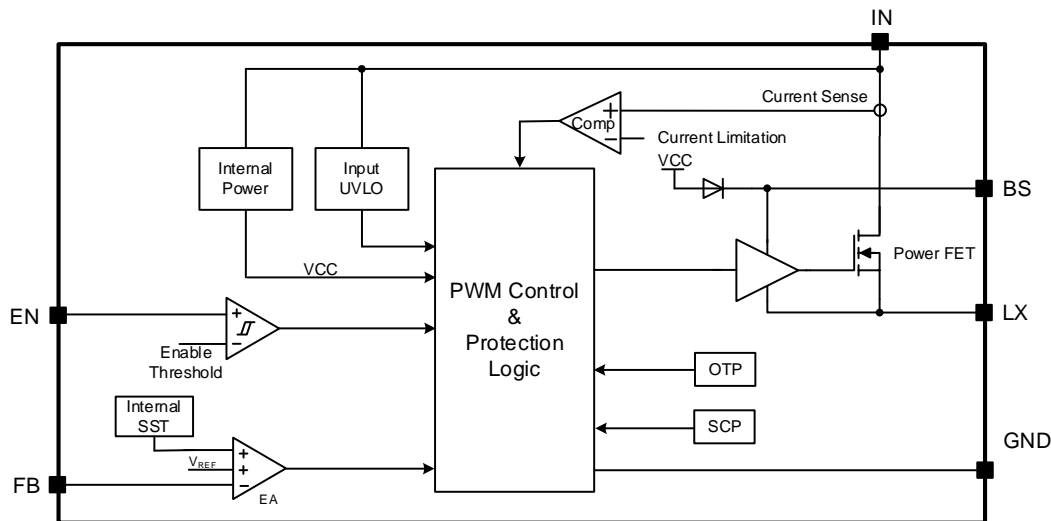 IN
Current Sense
+
Comp
−
Current Limitation
VCC
Internal
Power
Input
UVLO
BS
Power FET
VCC
PWM Control
&
Protection
Logic
EN
+
−
Enable
Threshold
LX
OTP
Internal
SST
SCP
GND
+
VREF
+
−
FB
EA